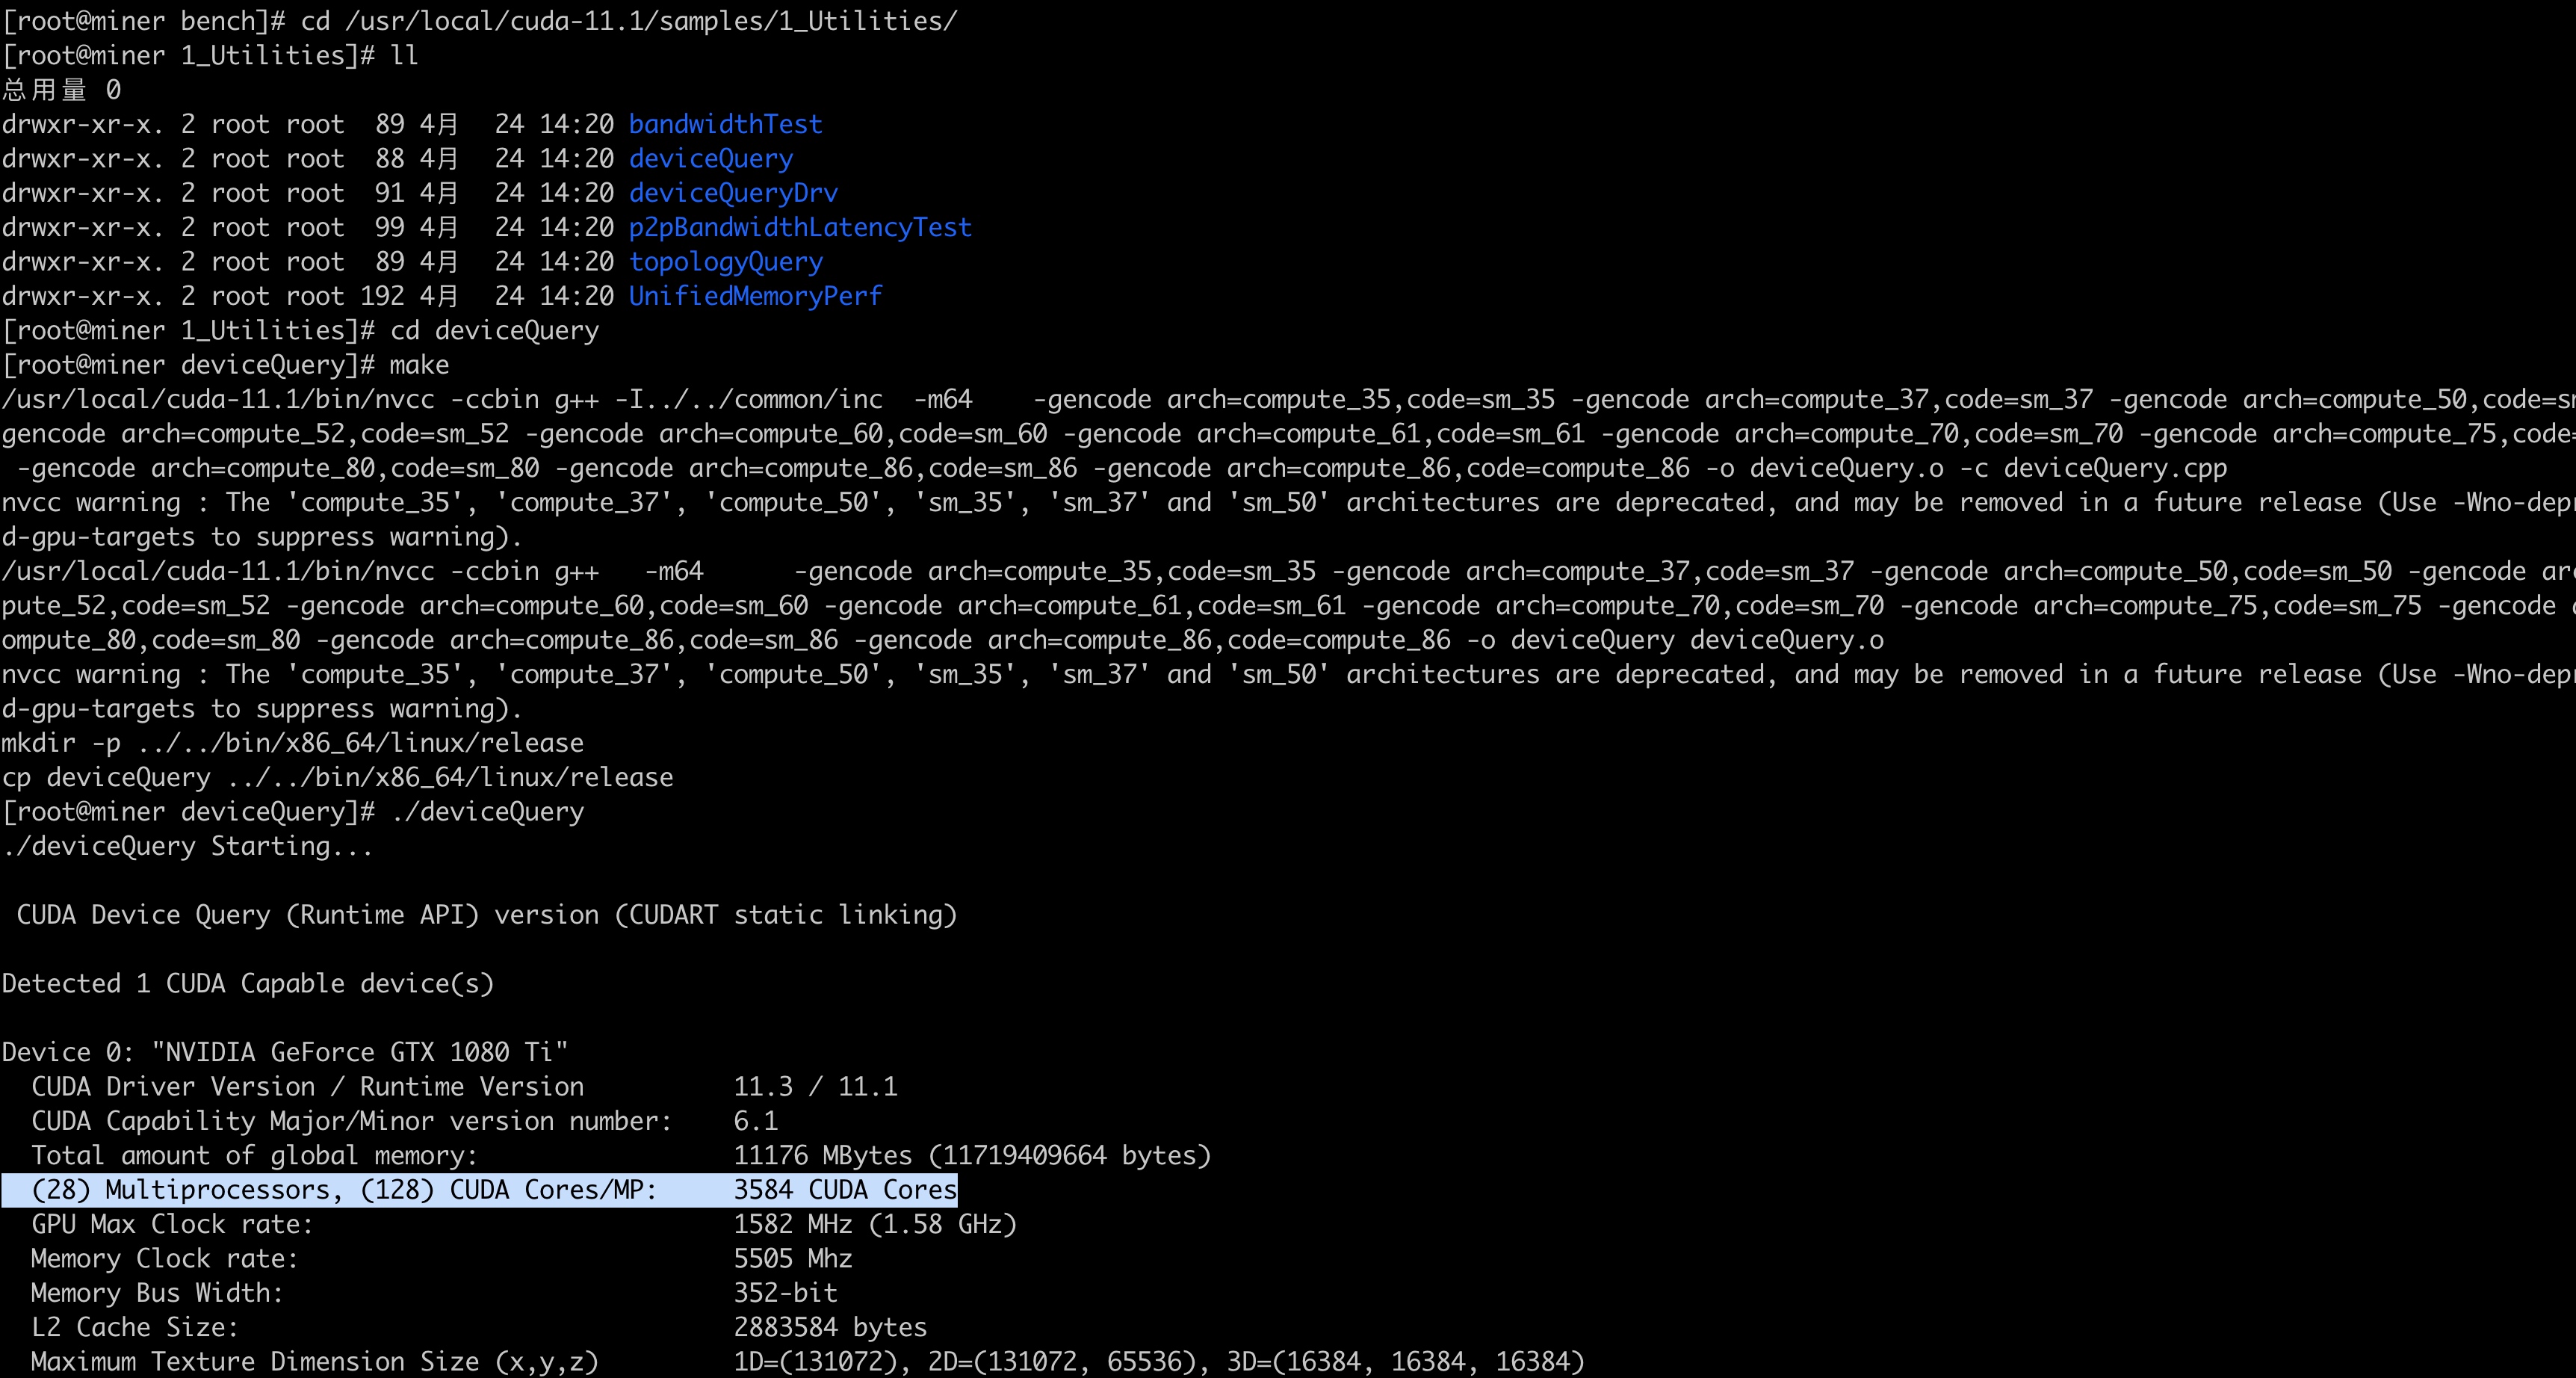 [root@miner bench]# cd /usr/local/cuda-11.1/samples/1_Utilities/
[root@miner 1_Utilities]# ll
总用量 0
drwxr-xr-x. 2 root root  89 4月  24 14:20 bandwidthTest
drwxr-xr-x. 2 root root  88 4月  24 14:20 deviceQuery
drwxr-xr-x. 2 root root  91 4月  24 14:20 deviceQueryDrv
drwxr-xr-x. 2 root root  99 4月  24 14:20 p2pBandwidthLatencyTest
drwxr-xr-x. 2 root root  89 4月  24 14:20 topologyQuery
drwxr-xr-x. 2 root root 192 4月  24 14:20 UnifiedMemoryPerf
[root@miner 1_Utilities]# cd deviceQuery
[root@miner deviceQuery]# make
/usr/local/cuda-11.1/bin/nvcc -ccbin g++ -I../../common/inc  -m64    -gencode arch=compute_35,code=sm_35 -gencode arch=compute_37,code=sm_37 -gencode arch=compute_50,code=s
gencode arch=compute_52,code=sm_52 -gencode arch=compute_60,code=sm_60 -gencode arch=compute_61,code=sm_61 -gencode arch=compute_70,code=sm_70 -gencode arch=compute_75,code=
 -gencode arch=compute_80,code=sm_80 -gencode arch=compute_86,code=sm_86 -gencode arch=compute_86,code=compute_86 -o deviceQuery.o -c deviceQuery.cpp
nvcc warning : The 'compute_35', 'compute_37', 'compute_50', 'sm_35', 'sm_37' and 'sm_50' architectures are deprecated, and may be removed in a future release (Use -Wno-dep
d-gpu-targets to suppress warning).
/usr/local/cuda-11.1/bin/nvcc -ccbin g++   -m64      -gencode arch=compute_35,code=sm_35 -gencode arch=compute_37,code=sm_37 -gencode arch=compute_50,code=sm_50 -gencode ar
pute_52,code=sm_52 -gencode arch=compute_60,code=sm_60 -gencode arch=compute_61,code=sm_61 -gencode arch=compute_70,code=sm_70 -gencode arch=compute_75,code=sm_75 -gencode
ompute_80,code=sm_80 -gencode arch=compute_86,code=sm_86 -gencode arch=compute_86,code=compute_86 -o deviceQuery deviceQuery.o
nvcc warning : The 'compute_35', 'compute_37', 'compute_50', 'sm_35', 'sm_37' and 'sm_50' architectures are deprecated, and may be removed in a future release (Use -Wno-dep
d-gpu-targets to suppress warning).
mkdir -p ../../bin/x86_64/linux/release
cp deviceQuery ../../bin/x86_64/linux/release
[root@miner deviceQuery]# ./deviceQuery
./deviceQuery Starting...
 CUDA Device Query (Runtime API) version (CUDART static linking)
Detected 1 CUDA Capable device(s)
Device 0: "NVIDIA GeForce GTX 1080 Ti"
  CUDA Driver Version / Runtime Version          11.3 / 11.1
  CUDA Capability Major/Minor version number:    6.1
  Total amount of global memory:                 11176 MBytes (11719409664 bytes)
  (28) Multiprocessors, (128) CUDA Cores/MP:     3584 CUDA Cores
  GPU Max Clock rate:                            1582 MHz (1.58 GHz)
  Memory Clock rate:                             5505 Mhz
  Memory Bus Width:                              352-bit
  L2 Cache Size:                                 2883584 bytes
  Maximum Texture Dimension Size (x,y,z)         1D=(131072), 2D=(131072, 65536), 3D=(16384, 16384, 16384)